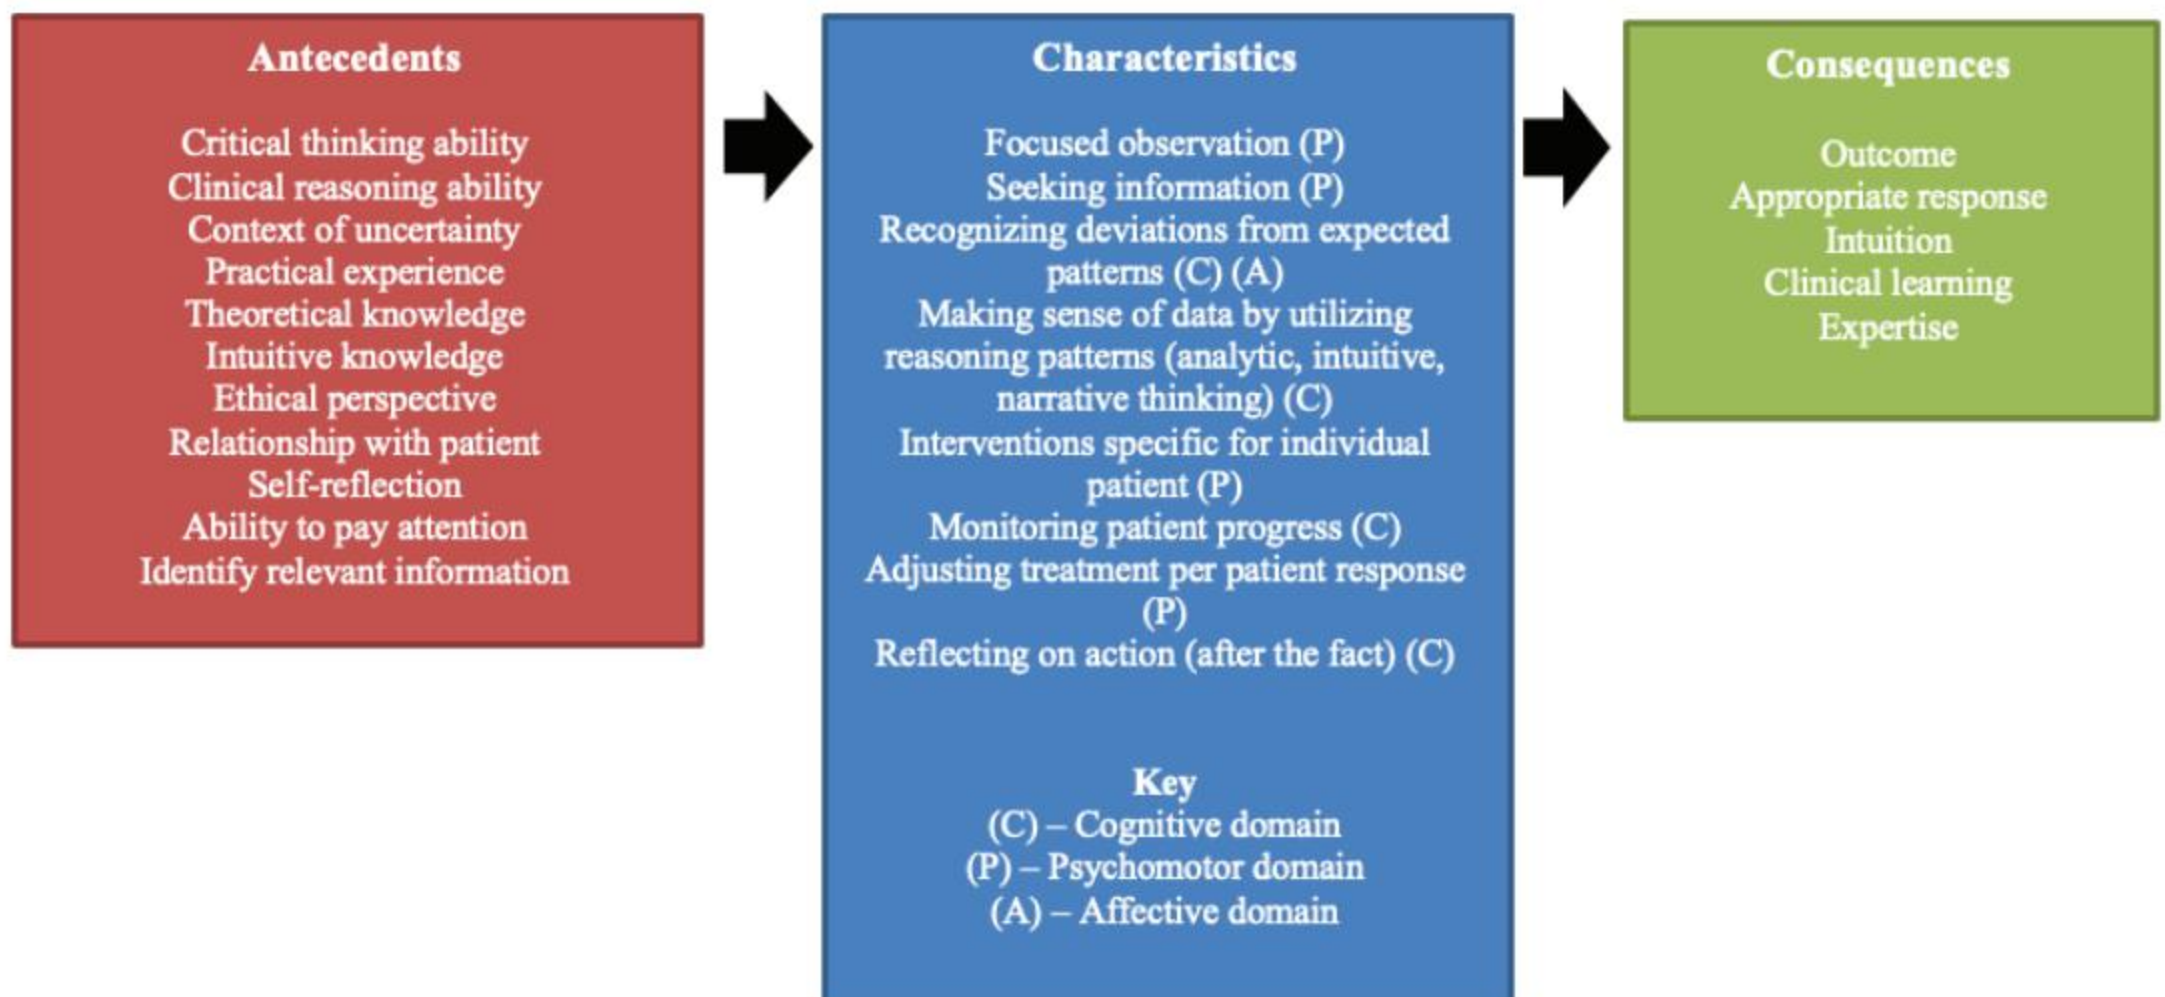 Antecedents
Critical thinking ability
Clinical reasoning ability
Context of uncertainty
Practical experience
Theoretical knowledge
Intuitive knowledge
Ethical perspective
Relationship with patient
Self-reflection
Ability to pay attention
Identify relevant information
Characteristics
Focused observation (P)
Seeking information (P)
Recognizing deviations from expected
patterns (C) (A)
Making sense of data by utilizing
reasoning patterns (analytic, intuitive,
narrative thinking) (C)
Interventions specific for individual
patient (P)
Monitoring patient progress (C)
Adjusting treatment per patient response
(P)
Reflecting on action (after the fact) (C)
Key
(C) – Cognitive domain
(P) – Psychomotor domain
(A) – Affective domain
Consequences
Outcome
Appropriate response
Intuition
Clinical learning
Expertise